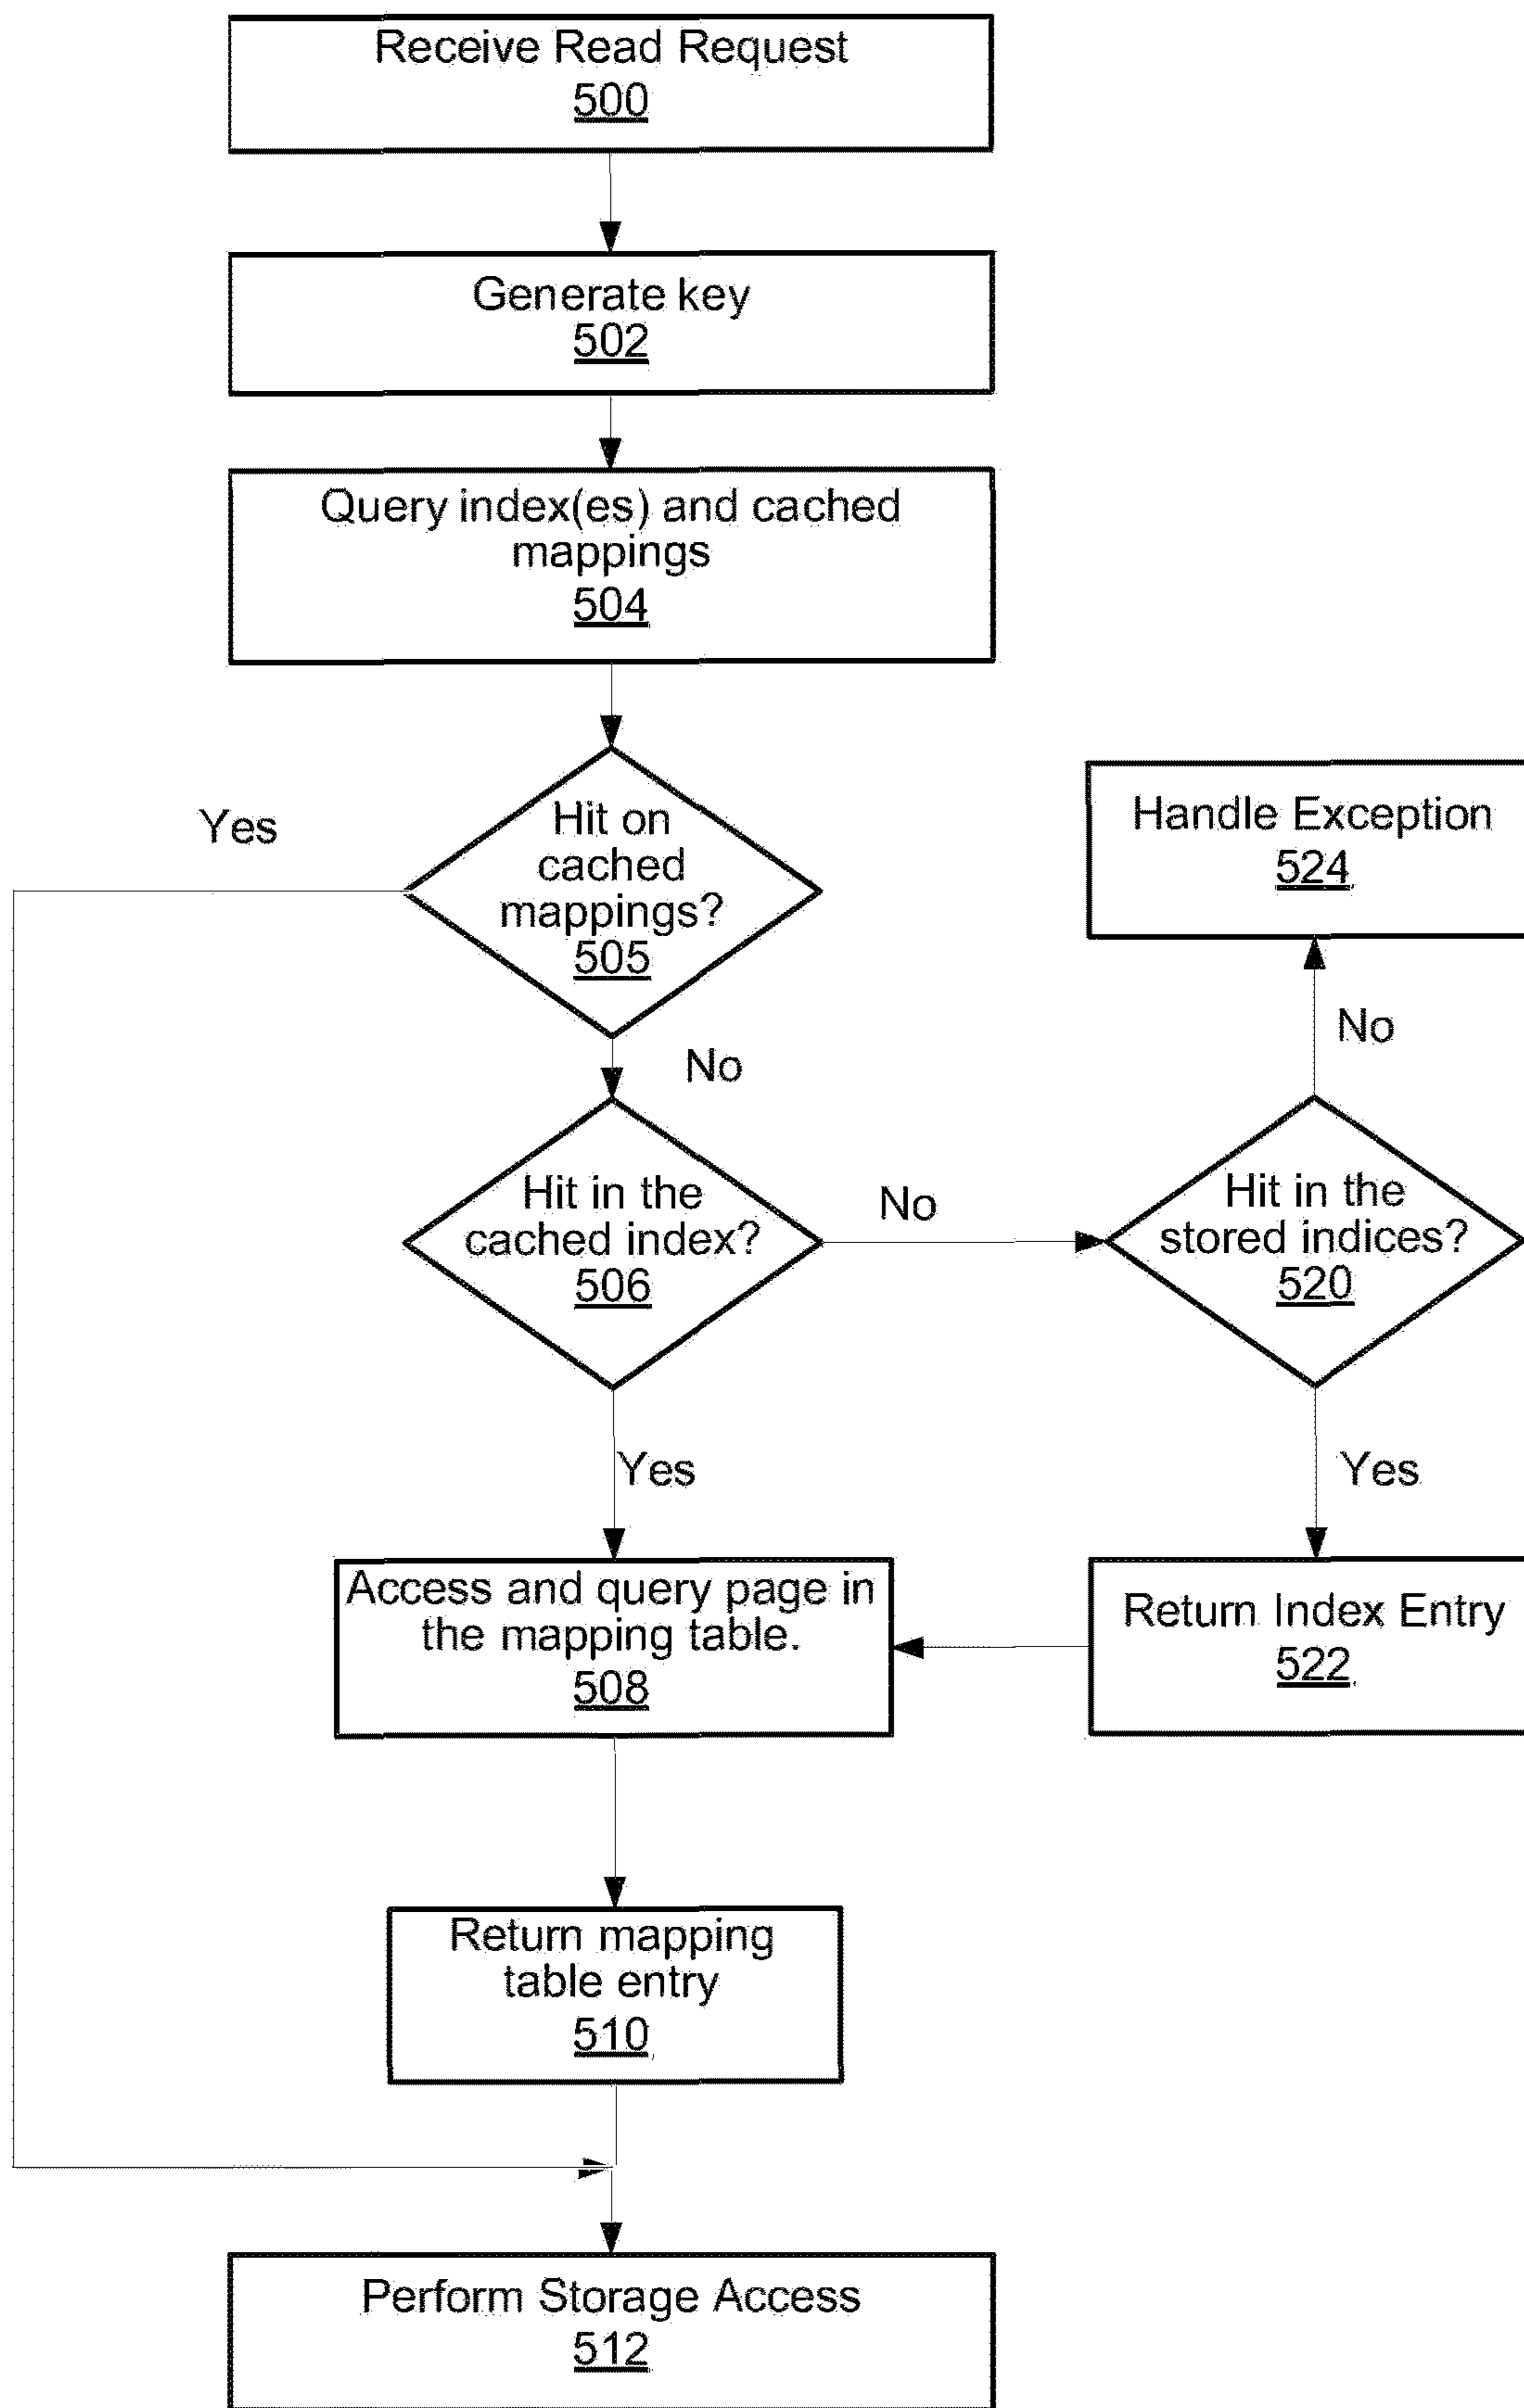 Receive Read Request
500
Generate key
502
Query index(es) and cached
mappings
504
Yes
Hit on
cached
mappings?
505
Handle Exception
524
No
No
Hit in the
cached index?
506
No
Hit in the
stored indices?
520
Yes
Yes
Access and query page in
the mapping table.
508
Return Index Entry
522
Return mapping
table entry
510
Perform Storage Access
512